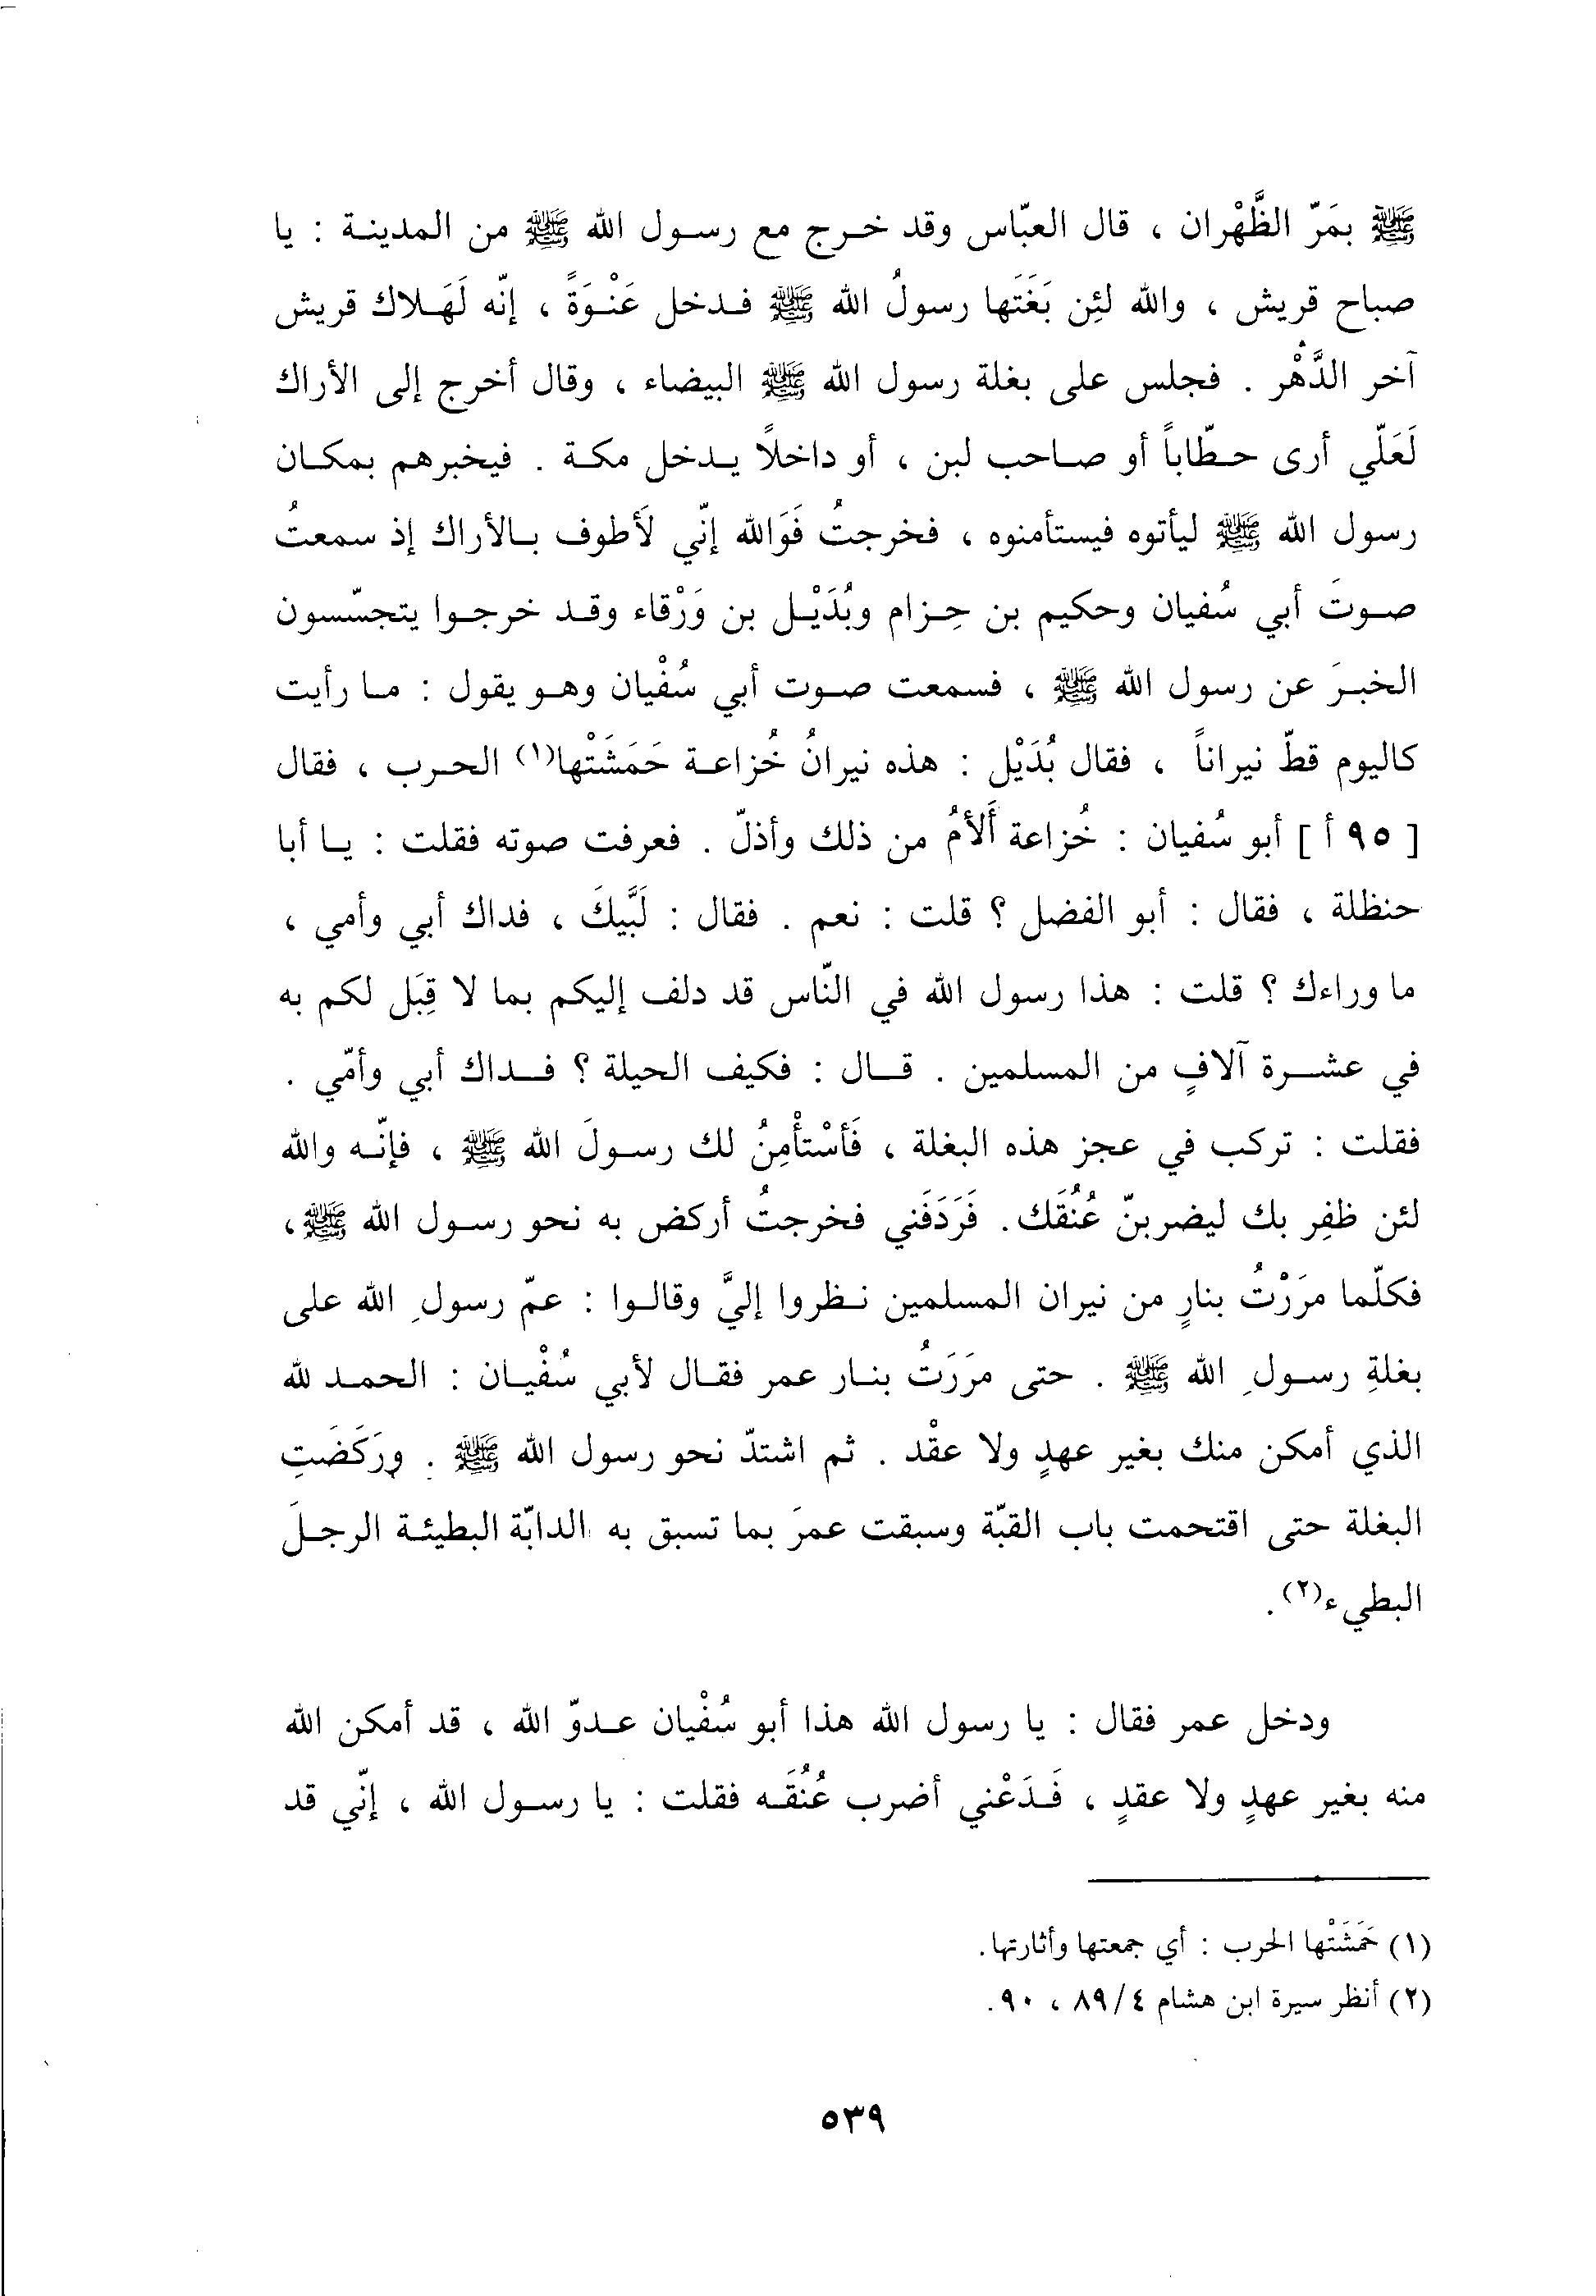 ﷺ بمَرّ الظَّهْران ، قال العبّاس وقد خرج مع رسول الله ﷺ من المدينة : يا
صباح قريش ، والله لئِن بَغَتَها رسولُ الله ﷺ فدخل عَنْوَةً ، إنّه لَهَلاك قريش
آخر الدَّهْر . فجلس على بغلة رسول الله ﷺ البيضاء ، وقال أخرج إلى الأراك
لَعَلّي أرى حطّاباً أو صاحب لبن ، أو داخلاً يدخل مكة . فيخبرهم بمكان
رسول الله ﷺ ليأتوه فيستأمنوه ، فخرجتُ فَوَالله إنّي لَأطوف بالأراك إذ سمعتُ
صوتَ أبي سُفيان وحكيم بن حِزام وبُدَيْل بن وَرْقاء وقد خرجوا يتجسّسون
الخبرَ عن رسول الله ﷺ ، فسمعت صوت أبي سُفْيان وهو يقول : ما رأيت
كاليوم قطّ نيراناً ، فقال بُدَيْل : هذه نيرانُ خُزاعة حَمَشَتْها(١) الحرب ، فقال
[ ٩٥ أ ] أبو سُفيان : خُزاعة أَلأمُ من ذلك وأذلّ . فعرفت صوته فقلت : يا أبا
حنظلة ، فقال : أبو الفضل ؟ قلت : نعم . فقال : لَبَّيكَ ، فداك أبي وأمي ،
ما وراءك ؟ قلت : هذا رسول الله في النّاس قد دلف إليكم بما لا قِبَل لكم به
في عشرة آلافٍ من المسلمين . قال : فكيف الحيلة ؟ فداك أبي وأمّي .
فقلت : تركب في عجز هذه البغلة ، فَأسْتأْمِنُ لك رسولَ الله ﷺ ، فإنّه والله
لئن ظفِر بك ليضربنّ عُنُقَك. فَرَدَفَني فخرجتُ أركض به نحو رسول الله ﷺ،
فكلّما مرَرْتُ بنارٍ من نيران المسلمين نظروا إليَّ وقالوا : عمّ رسولِ الله على
بغلةِ رسولِ الله ﷺ . حتى مرَرَتُ بنار عمر فقال لأبي سُفْيان : الحمد لله
الذي أمكن منك بغير عهدٍ ولا عقْد . ثم اشتدّ نحو رسول الله ﷺ . ورَكَضَتِ
البغلة حتى اقتحمت باب القبّة وسبقت عمرَ بما تسبق به الدابّة البطيئة الرجلَ
البطيء(٢) .
ودخل عمر فقال : يا رسول الله هذا أبو سُفْيان عدوّ الله ، قد أمكن الله
منه بغير عهدٍ ولا عقدٍ ، فَدَعْني أضرب عُنُقَه فقلت : يا رسول الله ، إنّي قد
(١) حَمَشَتْها الحرب : أي جمعتها وأثارتها.
(٢) أنظر سيرة ابن هشام ٤/ ٨٩ ، ٩٠.
٥٣٩